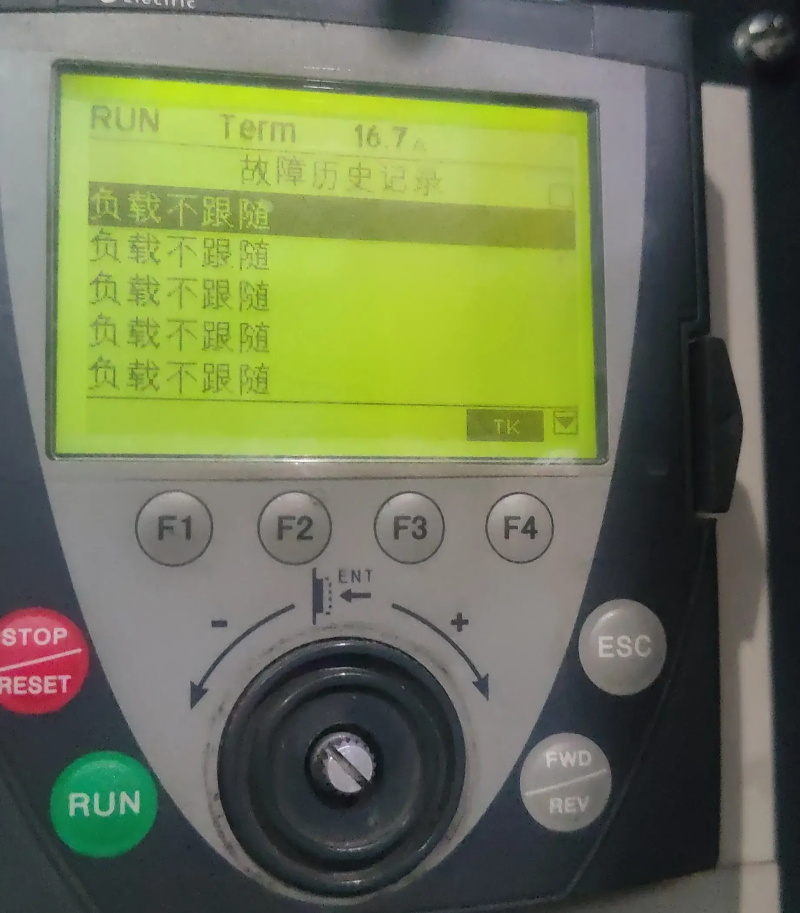 Electric
RUN Term 16.7A
故障历史记录
负载不跟随
负载不跟随
负载不跟随
负载不跟随
负载不跟随
TK
F1 F2 F3 F4
ENT
- +
STOP
RESET
ESC
RUN
FWD
REV